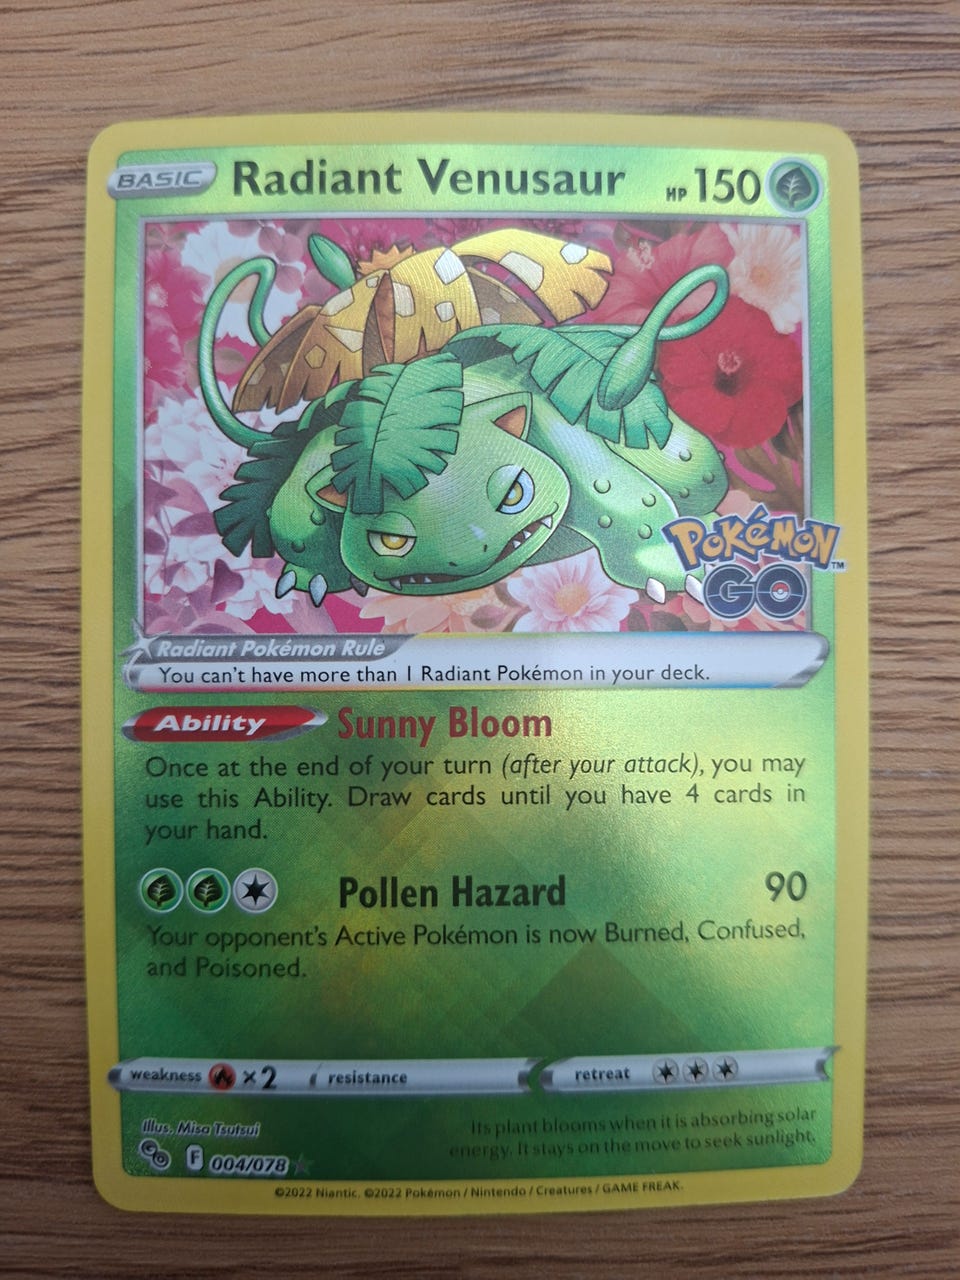 BASIC Radiant Venusaur HP 150
POKéMON™
GO
Radiant Pokémon Rule
You can't have more than 1 Radiant Pokémon in your deck.
Ability Sunny Bloom
Once at the end of your turn (after your attack), you may
use this Ability. Draw cards until you have 4 cards in
your hand.
Pollen Hazard 90
Your opponent's Active Pokémon is now Burned, Confused,
and Poisoned.
weakness ×2 resistance retreat
Illus. Misa Tsutsui
Its plant blooms when it is absorbing solar
energy. It stays on the move to seek sunlight.
GO F 004/078
©2022 Niantic. ©2022 Pokémon / Nintendo / Creatures / GAME FREAK.